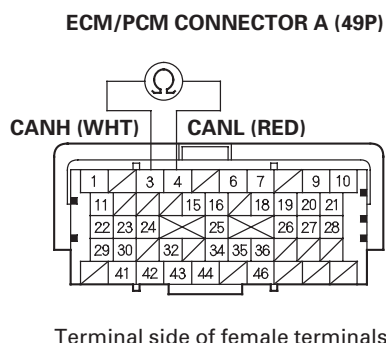 ECM/PCM CONNECTOR A (49P)
Ω
CANH (WHT) CANL (RED)
1 3 4 6 7 9 10
11 15 16 18 19 20 21
22 23 24 25 26 27 28
29 30 32 34 35 36
41 42 43 44 46
Terminal side of female terminals